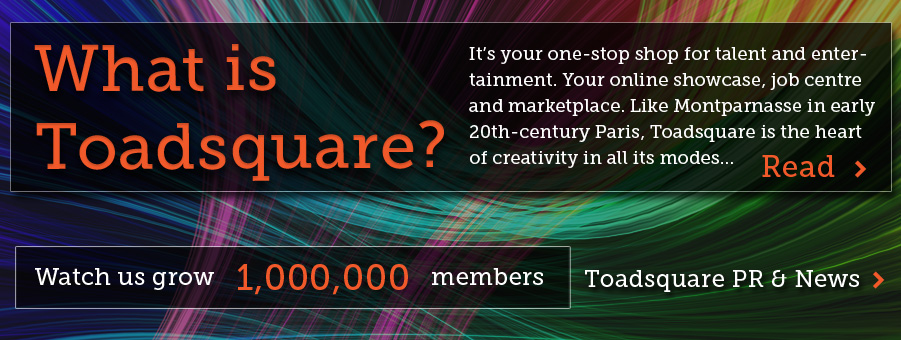 What is
Toadsquare?
It's your one-stop shop for talent and enter-
tainment. Your online showcase, job centre
and marketplace. Like Montparnasse in early
20th-century Paris, Toadsquare is the heart
of creativity in all its modes...
Read >
Watch us grow 1,000,000 members
Toadsquare PR & News >